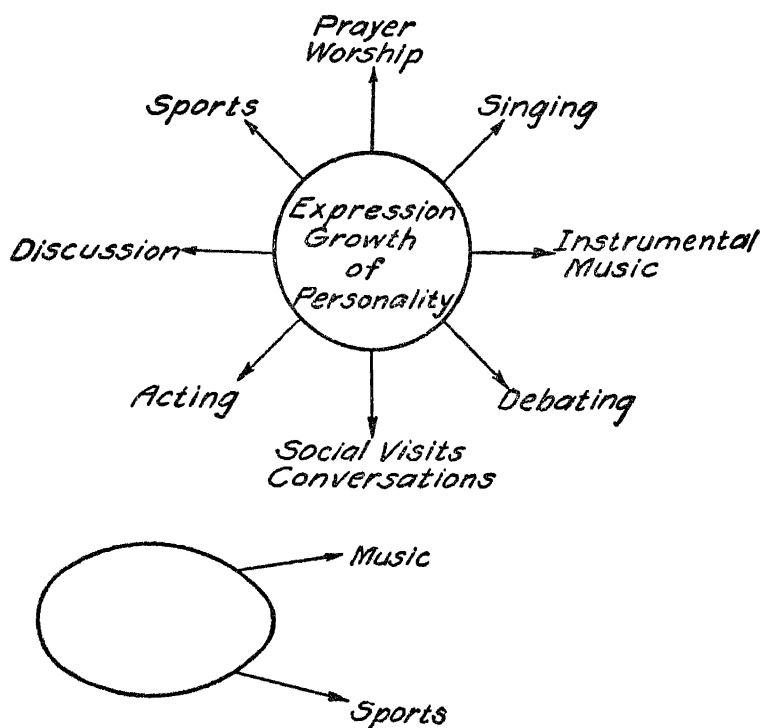 Prayer
Worship
Sports
Singing
Expression
Growth
of
Personality
Discussion
Instrumental
Music
Acting
Debating
Social Visits
Conversations
Music
Sports